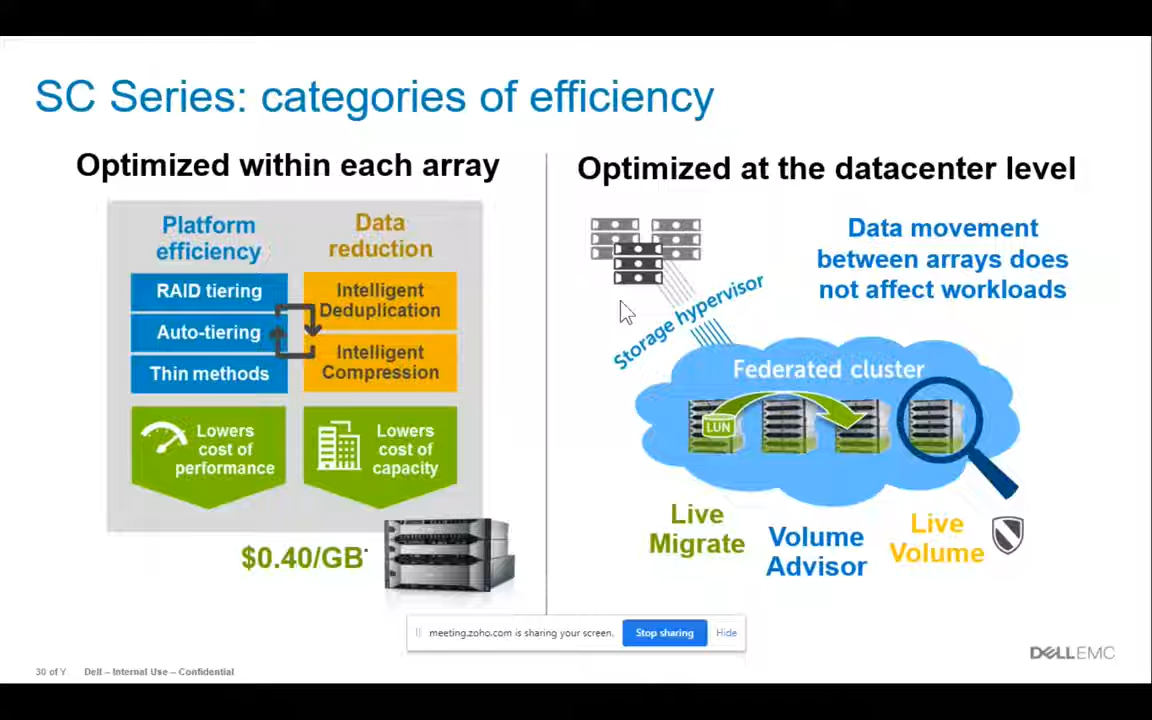 SC Series: categories of efficiency
Optimized within each array
Platform
efficiency
RAID tiering
Auto-tiering
Thin methods
Lowers
cost of
performance
Data
reduction
Intelligent
Deduplication
Intelligent
Compression
Lowers
cost of
capacity
$0.40/GB*
Optimized at the datacenter level
Data movement
between arrays does
not affect workloads
Storage hypervisor
Federated cluster
LUN
Live
Migrate
Volume
Advisor
Live
Volume
meeting.zoho.com is sharing your screen.
Stop sharing
Hide
30 of Y
Dell – Internal Use – Confidential
DELLEMC